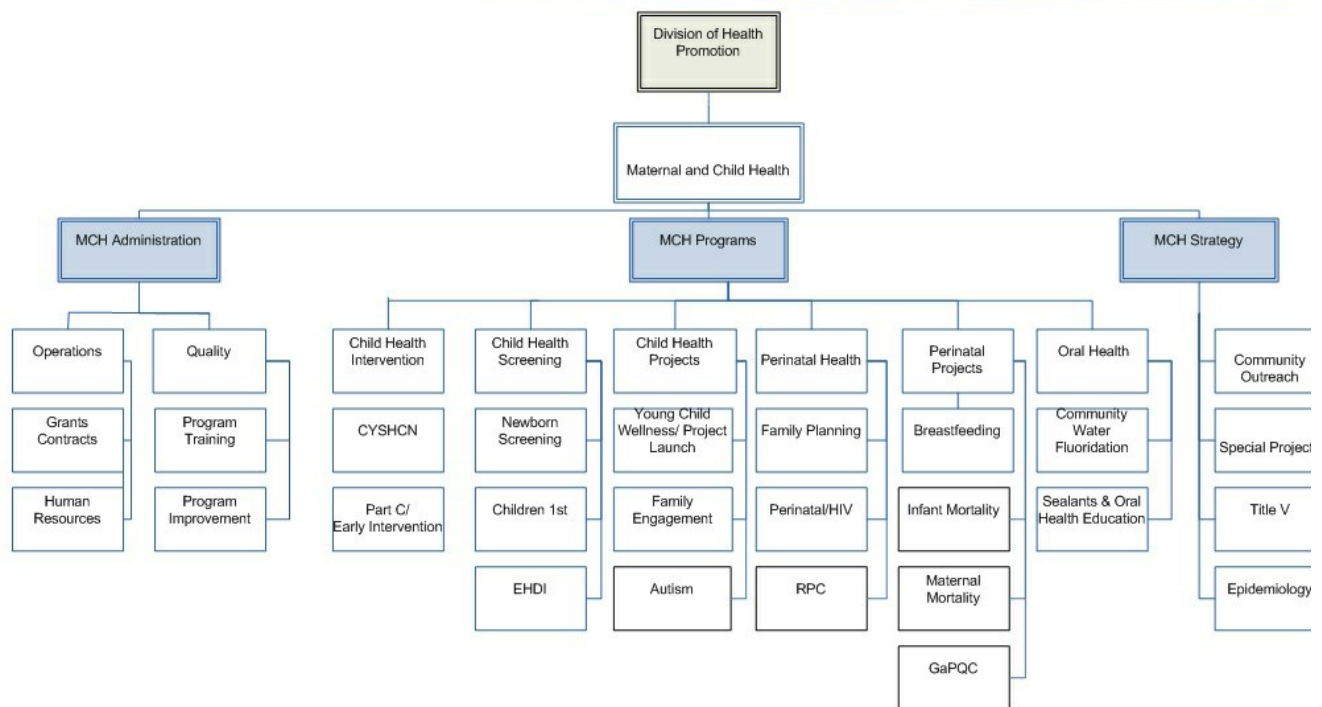 Division of Health
Promotion
Maternal and Child Health
MCH Administration
MCH Programs
MCH Strategy
Operations
Quality
Child Health
Intervention
Child Health
Screening
Child Health
Projects
Perinatal Health
Perinatal
Projects
Oral Health
Community
Outreach
Grants
Contracts
Program
Training
CYSHCN
Newborn
Screening
Young Child
Wellness/ Project
Launch
Family Planning
Breastfeeding
Community
Water
Fluoridation
Special Project
Human
Resources
Program
Improvement
Part C/
Early Intervention
Children 1st
Family
Engagement
Perinatal/HIV
Infant Mortality
Sealants & Oral
Health Education
Title V
EHDI
Autism
RPC
Maternal
Mortality
Epidemiology
GaPQC